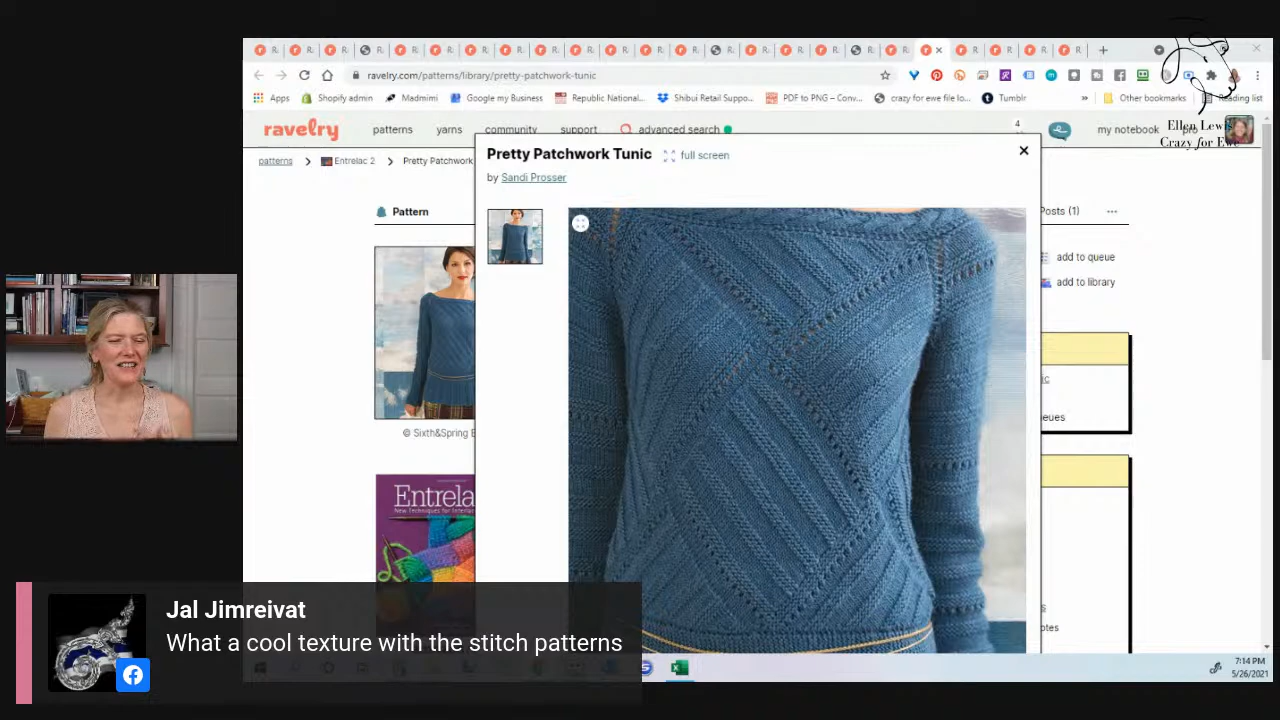 ravelry.com/patterns/library/pretty-patchwork-tunic
Apps
Shopify admin
Madmimi
Google my Business
Republic National...
Shibui Retail Suppo...
PDF to PNG – Conv...
crazy for ewe file lo...
Tumblr
»
Other bookmarks
Reading list
ravelry
patterns
yarns
community
support
advanced search
4
my notebook
pro
Ellen Lewis
Crazy for Ewe
patterns
Entrelac 2
Pretty Patchwork
Pretty Patchwork Tunic
full screen
by Sandi Prosser
Pattern
Posts (1)
add to queue
add to library
© Sixth&Spring
Entrela
Jal Jimreivat
What a cool texture with the stitch patterns
7:14 PM
5/26/2021